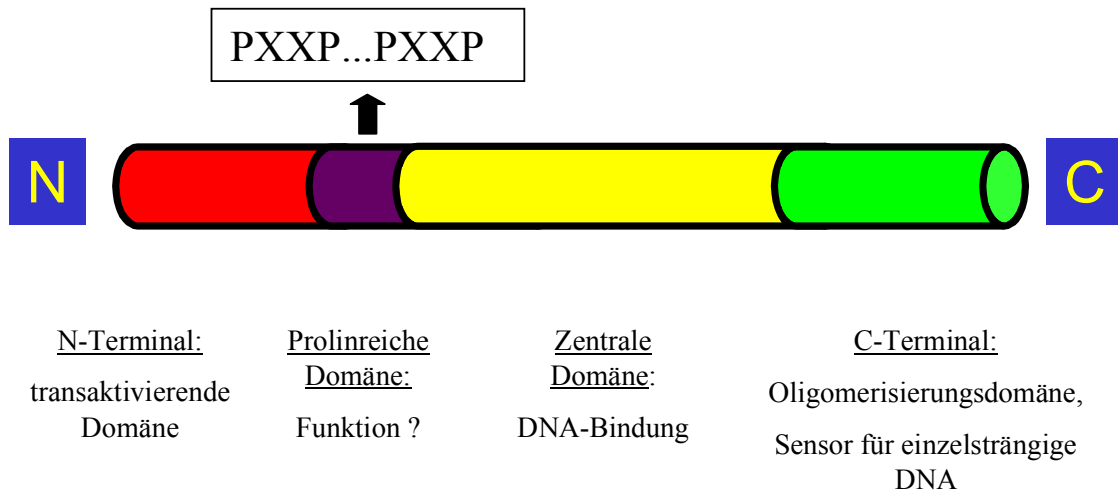 PXXP...PXXP
N
C
N-Terminal:
transaktivierende
Domäne
Prolinreiche
Domäne:
Funktion ?
Zentrale
Domäne:
DNA-Bindung
C-Terminal:
Oligomerisierungsdomäne,
Sensor für einzelsträngige
DNA